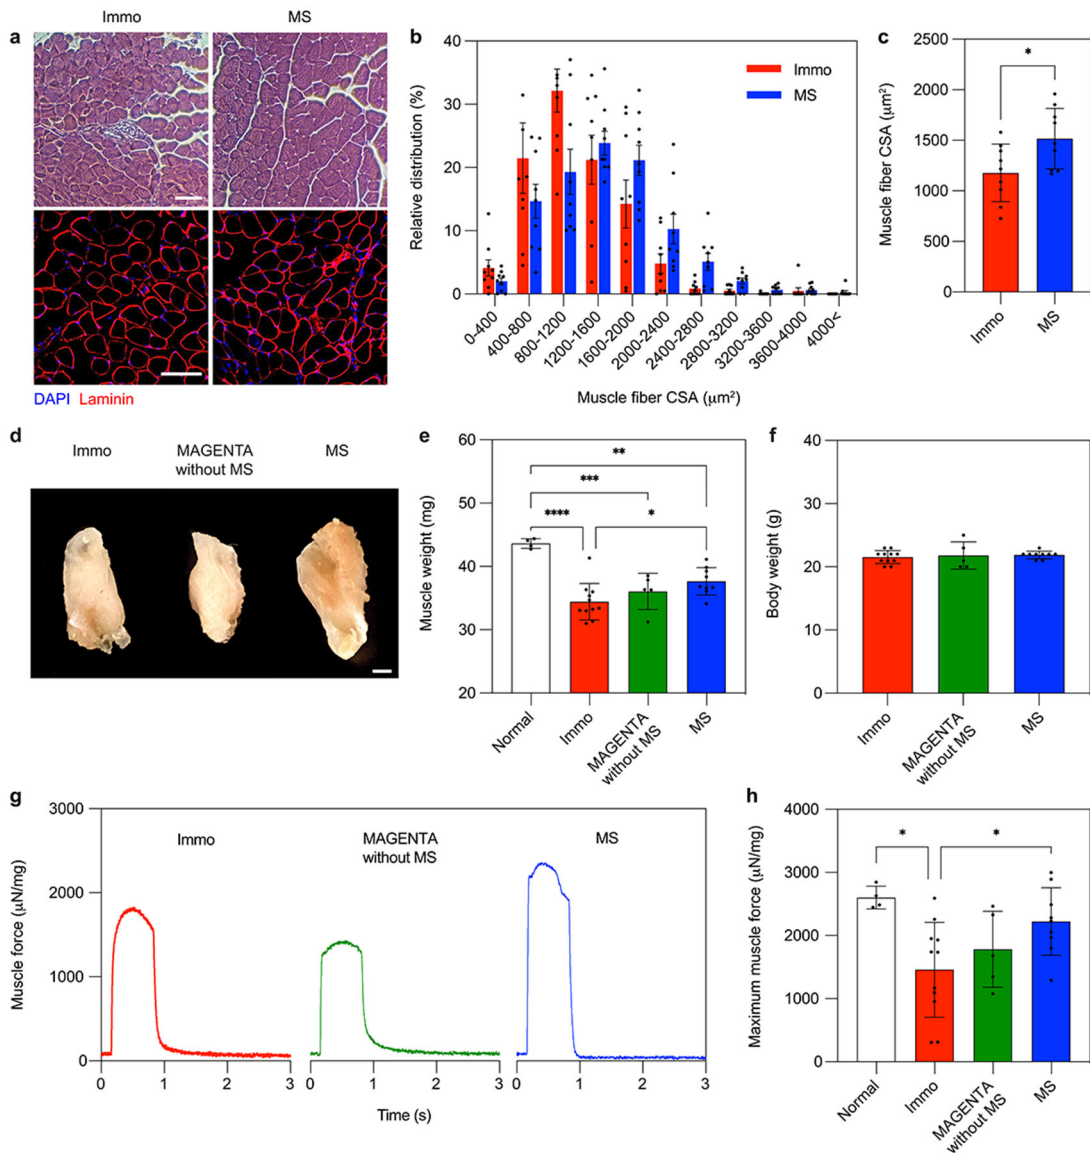 Immo
MS
a
DAPI Laminin
b
Relative distribution (%)
40
30
20
10
0
Immo
MS
0-400
400-800
800-1200
1200-1600
1600-2000
2000-2400
2400-2800
2800-3200
3200-3600
3600-4000
4000<
Muscle fiber CSA (μm²)
c
Muscle fiber CSA (μm²)
2500
2000
1500
1000
500
0
*
Immo
MS
d
Immo
MAGENTA
without MS
MS
e
Muscle weight (mg)
60
50
40
30
20
**
***
****
*
Normal
Immo
MAGENTA
without MS
MS
f
Body weight (g)
40
30
20
10
0
Immo
MAGENTA
without MS
MS
g
Muscle force (μN/mg)
3000
2000
1000
0
Immo
MAGENTA
without MS
MS
0 1 2 3
0 1 2 3
0 1 2 3
Time (s)
h
Maximum muscle force (μN/mg)
4000
3000
2000
1000
0
*
*
Normal
Immo
MAGENTA
without MS
MS